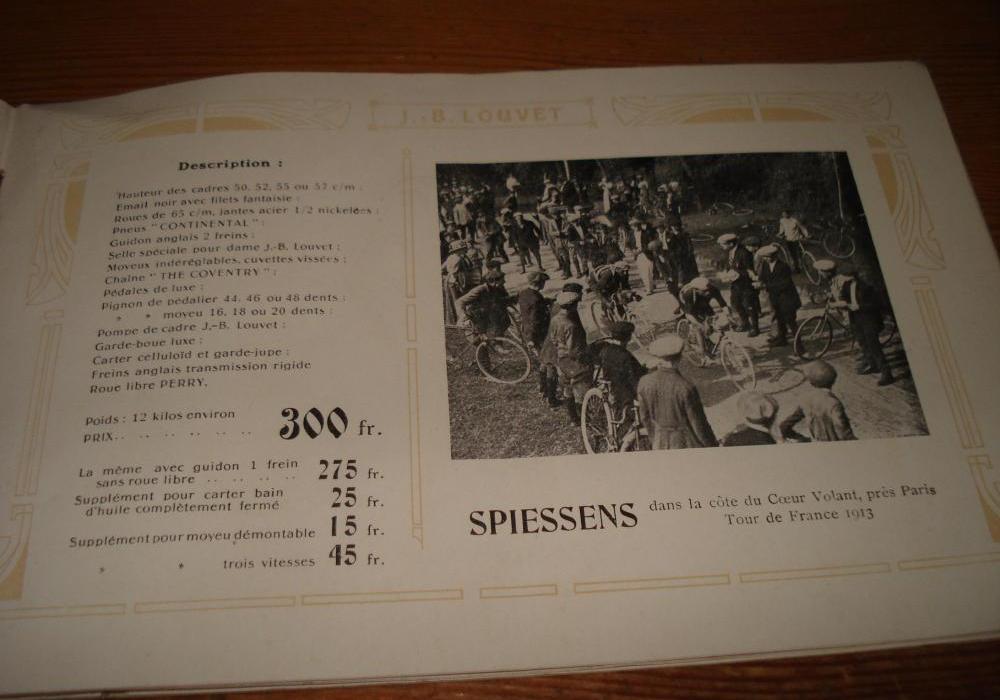 J.-B. LOUVET
Description :
Hauteur des cadres 50, 52, 55 ou 57 c/m ;
Email noir avec filets fantaisie ;
Roues de 65 c/m, jantes acier 1/2 nickelées ;
Pneus "CONTINENTAL" ;
Guidon anglais 2 freins ;
Selle spéciale pour dame J.-B. Louvet ;
Moyeux indéréglables, cuvettes vissées ;
Chaîne "THE COVENTRY" ;
Pédales de luxe ;
Pignon de pédalier 44, 46 ou 48 dents ;
» » moyeu 16, 18 ou 20 dents ;
Pompe de cadre J.-B. Louvet ;
Garde-boue luxe ;
Carter celluloïd et garde-jupe ;
Freins anglais transmission rigide
Roue libre PERRY.
Poids : 12 kilos environ
PRIX.. .. .. .. .. .. 300 fr.
La même avec guidon 1 frein
sans roue libre .. .. .. .. 275 fr.
Supplément pour carter bain
d'huile complètement fermé 25 fr.
Supplément pour moyeu démontable 15 fr.
» » trois vitesses 45 fr.
SPIESSENS dans la côte du Cœur Volant, près Paris
Tour de France 1913